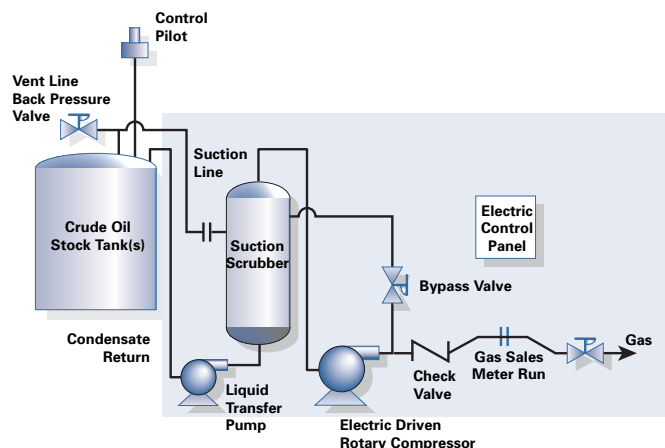 Control
Pilot
Vent Line
Back Pressure
Valve
Suction
Line
Crude Oil
Stock Tank(s)
Suction
Scrubber
Electric
Control
Panel
Bypass Valve
Condensate
Return
Liquid
Transfer
Pump
Electric Driven
Rotary Compressor
Check
Valve
Gas Sales
Meter Run
Gas